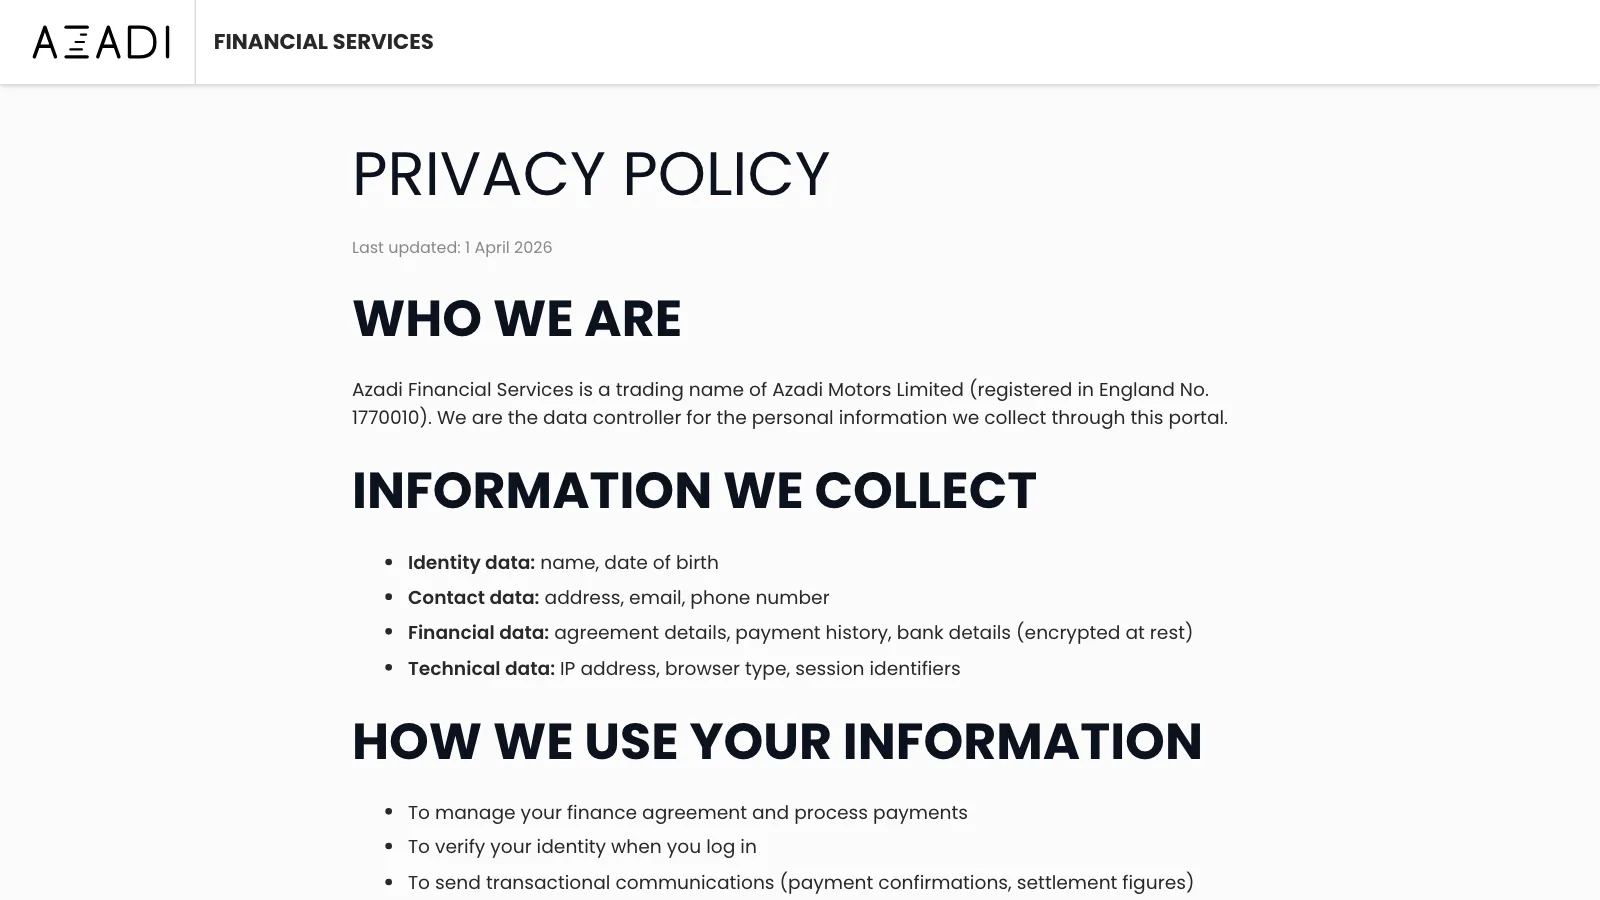 AZADI
FINANCIAL SERVICES
PRIVACY POLICY
Last updated: 1 April 2026
WHO WE ARE
Azadi Financial Services is a trading name of Azadi Motors Limited (registered in England No.
1770010). We are the data controller for the personal information we collect through this portal.
INFORMATION WE COLLECT
• Identity data: name, date of birth
• Contact data: address, email, phone number
• Financial data: agreement details, payment history, bank details (encrypted at rest)
• Technical data: IP address, browser type, session identifiers
HOW WE USE YOUR INFORMATION
• To manage your finance agreement and process payments
• To verify your identity when you log in
• To send transactional communications (payment confirmations, settlement figures)